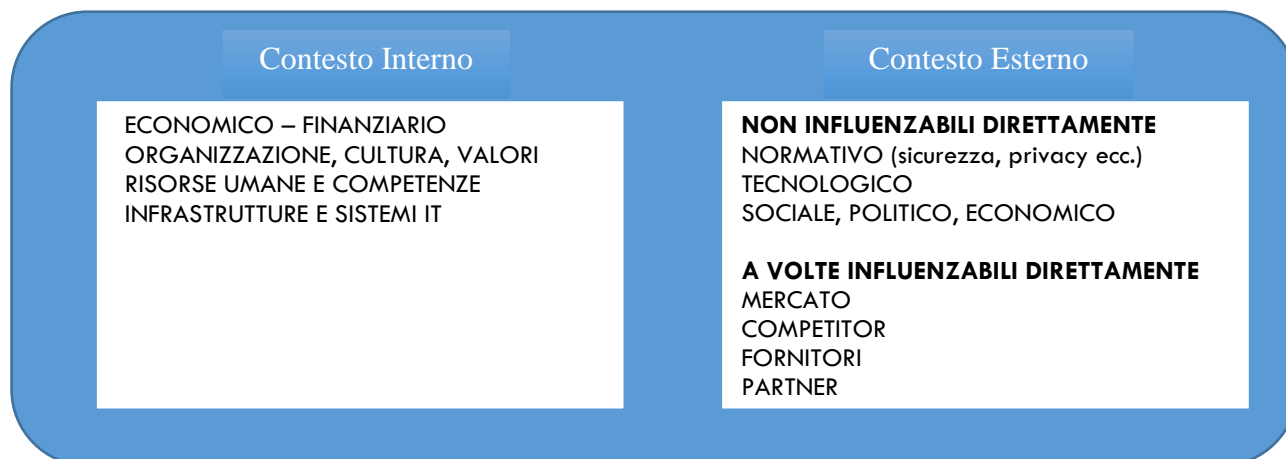 Contesto Interno
ECONOMICO – FINANZIARIO
ORGANIZZAZIONE, CULTURA, VALORI
RISORSE UMANE E COMPETENZE
INFRASTRUTTURE E SISTEMI IT
Contesto Esterno
NON INFLUENZABILI DIRETTAMENTE
NORMATIVO (sicurezza, privacy ecc.)
TECNOLOGICO
SOCIALE, POLITICO, ECONOMICO
A VOLTE INFLUENZABILI DIRETTAMENTE
MERCATO
COMPETITOR
FORNITORI
PARTNER